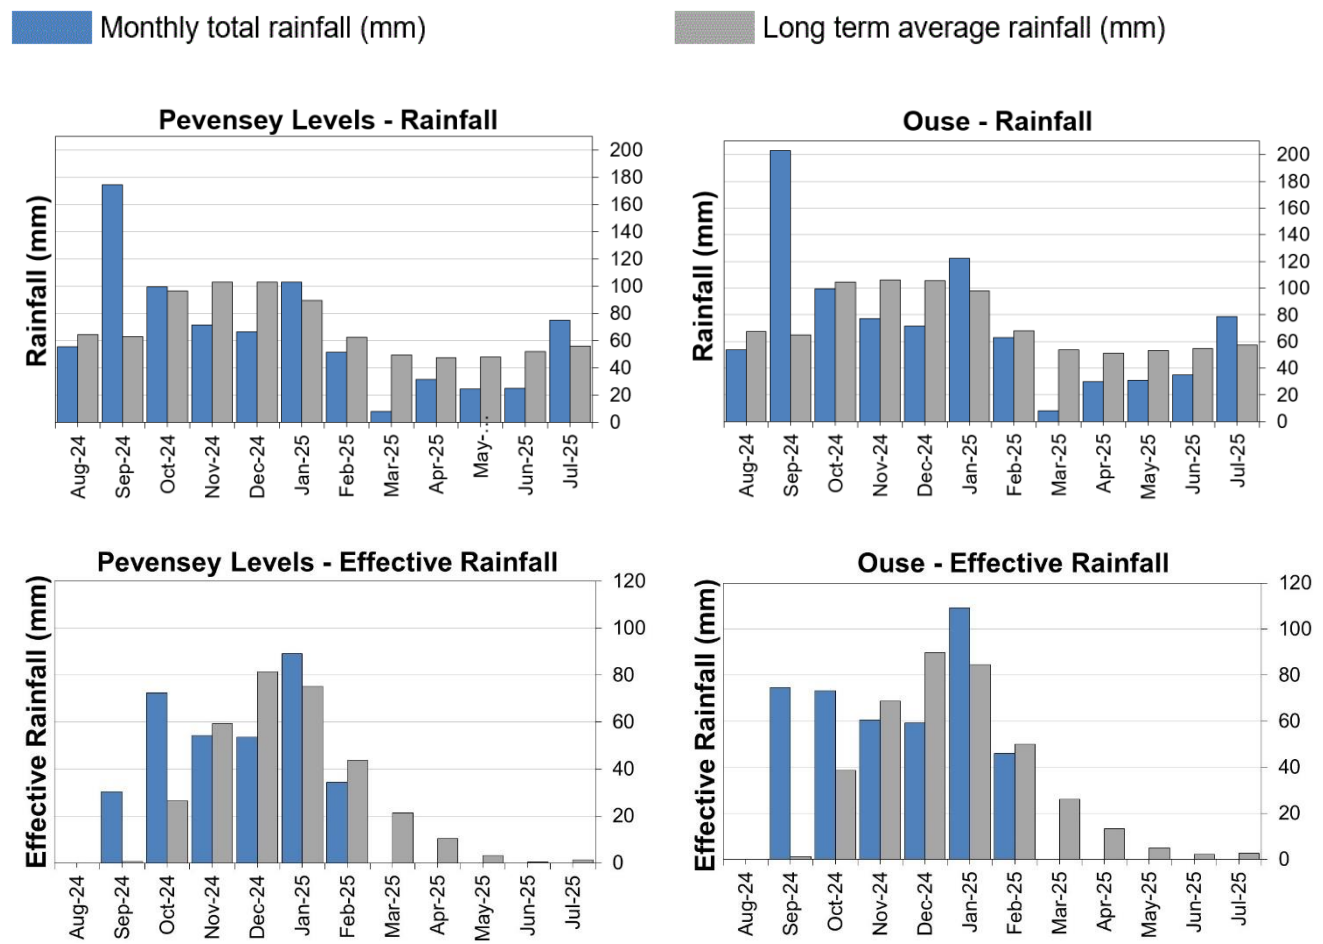 Monthly total rainfall (mm)
Long term average rainfall (mm)
Pevensey Levels - Rainfall
Rainfall (mm)
200
180
160
140
120
100
80
60
40
20
0
Aug-24
Sep-24
Oct-24
Nov-24
Dec-24
Jan-25
Feb-25
Mar-25
Apr-25
May-...
Jun-25
Jul-25
Ouse - Rainfall
Rainfall (mm)
200
180
160
140
120
100
80
60
40
20
0
Aug-24
Sep-24
Oct-24
Nov-24
Dec-24
Jan-25
Feb-25
Mar-25
Apr-25
May-25
Jun-25
Jul-25
Pevensey Levels - Effective Rainfall
Effective Rainfall (mm)
120
100
80
60
40
20
0
Aug-24
Sep-24
Oct-24
Nov-24
Dec-24
Jan-25
Feb-25
Mar-25
Apr-25
May-25
Jun-25
Jul-25
Ouse - Effective Rainfall
Effective Rainfall (mm)
120
100
80
60
40
20
0
Aug-24
Sep-24
Oct-24
Nov-24
Dec-24
Jan-25
Feb-25
Mar-25
Apr-25
May-25
Jun-25
Jul-25